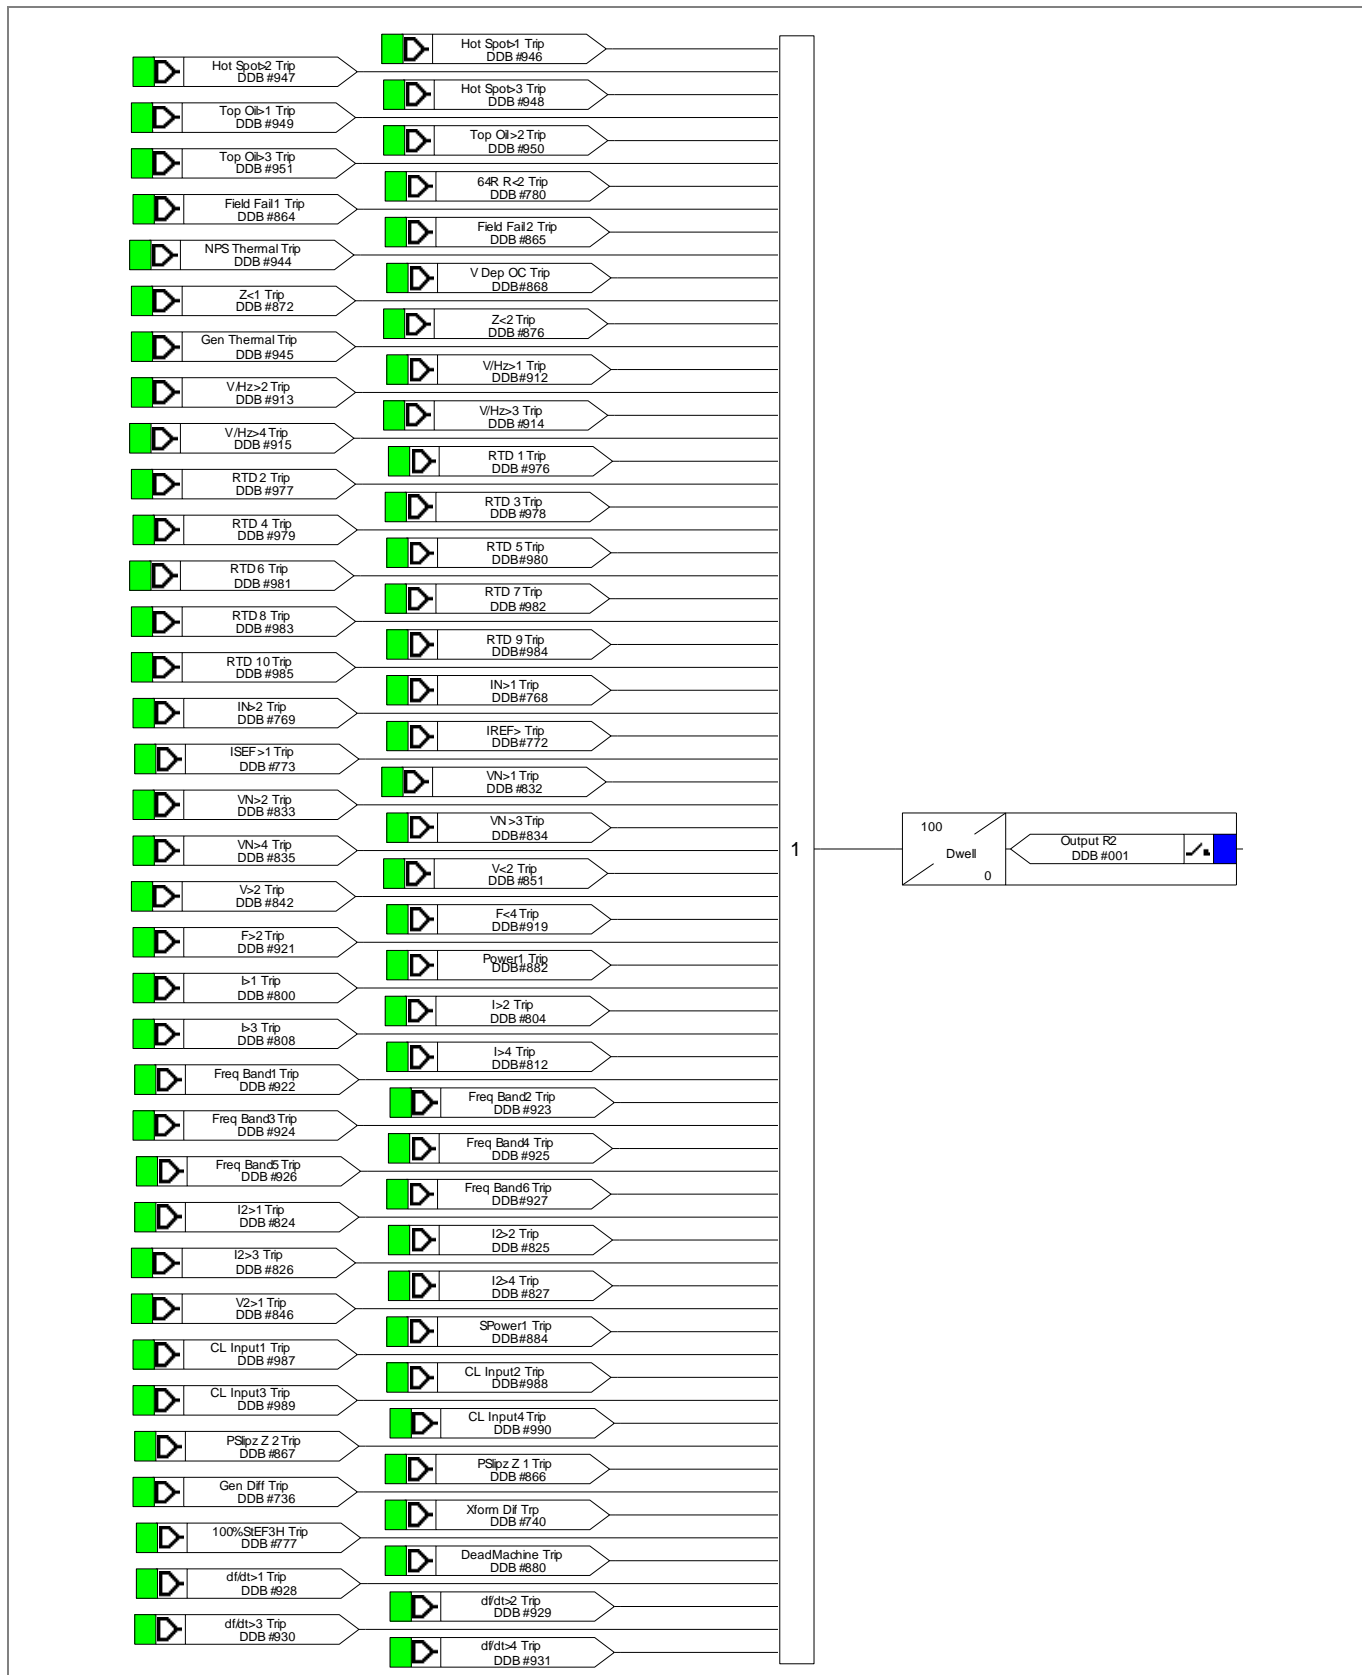 Hot Spot>1 Trip
DDB #946
Hot Spot>2 Trip
DDB #947
Hot Spot>3 Trip
DDB #948
Top Oil>1 Trip
DDB #949
Top Oil>2 Trip
DDB #950
Top Oil>3 Trip
DDB #951
64R R<2 Trip
DDB #780
Field Fail1 Trip
DDB #864
Field Fail2 Trip
DDB #865
NPS Thermal Trip
DDB #944
V Dep OC Trip
DDB #868
Z<1 Trip
DDB #872
Z<2 Trip
DDB #876
Gen Thermal Trip
DDB #945
V/Hz>1 Trip
DDB #912
V/Hz>2 Trip
DDB #913
V/Hz>3 Trip
DDB #914
V/Hz>4 Trip
DDB #915
RTD 1 Trip
DDB #976
RTD 2 Trip
DDB #977
RTD 3 Trip
DDB #978
RTD 4 Trip
DDB #979
RTD 5 Trip
DDB #980
RTD 6 Trip
DDB #981
RTD 7 Trip
DDB #982
RTD 8 Trip
DDB #983
RTD 9 Trip
DDB #984
RTD 10 Trip
DDB #985
IN>1 Trip
DDB #768
IN>2 Trip
DDB #769
IREF> Trip
DDB #772
ISEF>1 Trip
DDB #773
VN>1 Trip
DDB #832
VN>2 Trip
DDB #833
VN>3 Trip
DDB #834
VN>4 Trip
DDB #835
1
100
Dwell
0
Output R2
DDB #001
V<2 Trip
DDB #851
V>2 Trip
DDB #842
F<4 Trip
DDB #919
F>2 Trip
DDB #921
Power1 Trip
DDB #882
I>1 Trip
DDB #800
I>2 Trip
DDB #804
I>3 Trip
DDB #808
I>4 Trip
DDB #812
Freq Band1 Trip
DDB #922
Freq Band2 Trip
DDB #923
Freq Band3 Trip
DDB #924
Freq Band4 Trip
DDB #925
Freq Band5 Trip
DDB #926
Freq Band6 Trip
DDB #927
I2>1 Trip
DDB #824
I2>2 Trip
DDB #825
I2>3 Trip
DDB #826
I2>4 Trip
DDB #827
V2>1 Trip
DDB #846
SPower1 Trip
DDB #884
CL Input1 Trip
DDB #987
CL Input2 Trip
DDB #988
CL Input3 Trip
DDB #989
CL Input4 Trip
DDB #990
PSlipz Z 2 Trip
DDB #867
PSlipz Z 1 Trip
DDB #866
Gen Diff Trip
DDB #736
Xform Dif Trp
DDB #740
100%StEF3H Trip
DDB #777
DeadMachine Trip
DDB #880
df/dt>1 Trip
DDB #928
df/dt>2 Trip
DDB #929
df/dt>3 Trip
DDB #930
df/dt>4 Trip
DDB #931